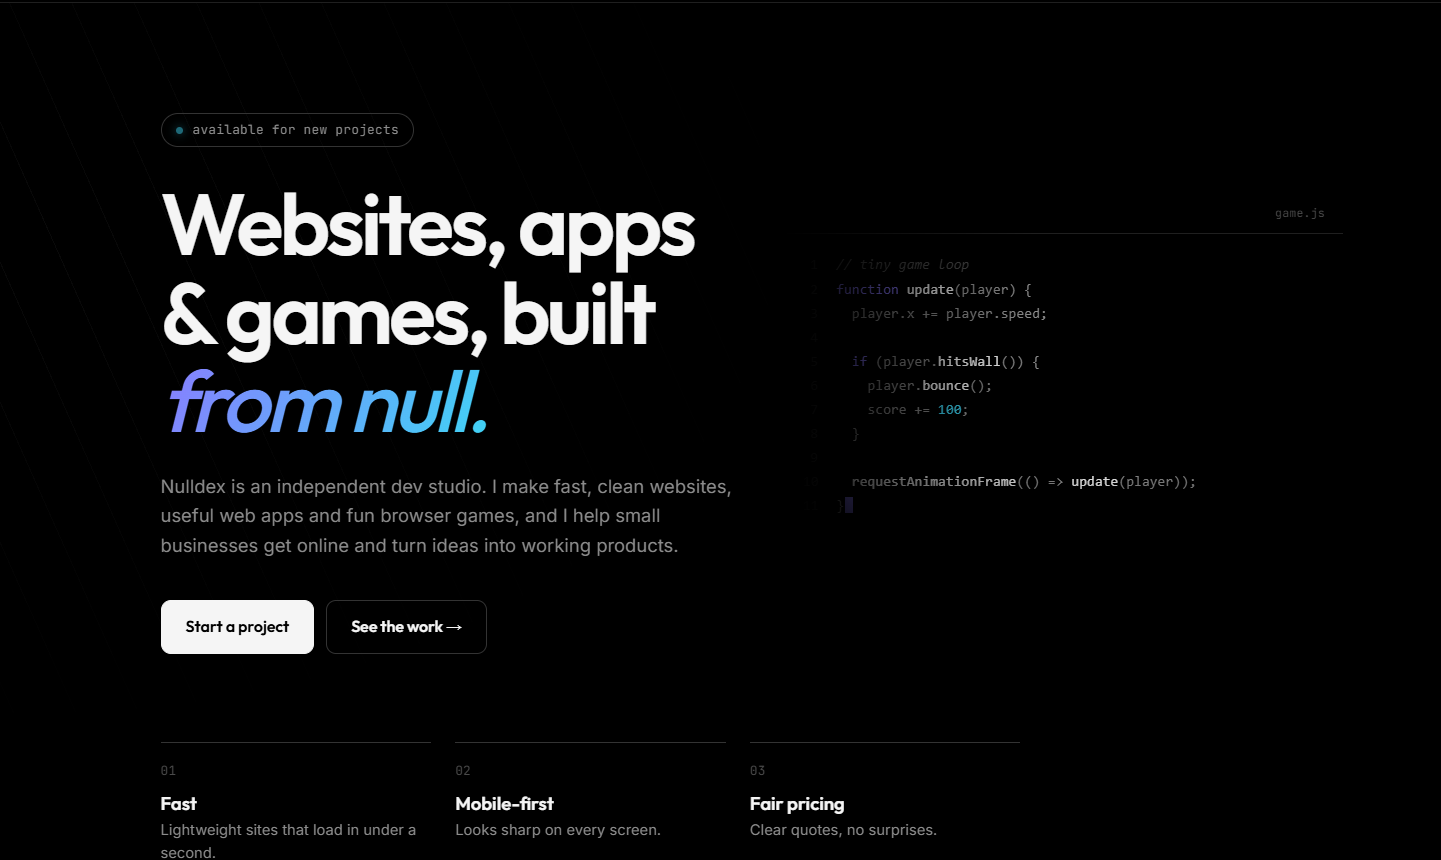 available for new projects
Websites, apps
& games, built
from null.
Nulldex is an independent dev studio. I make fast, clean websites,
useful web apps and fun browser games, and I help small
businesses get online and turn ideas into working products.
Start a project
See the work →
game.js
// tiny game loop
function update(player) {
player.x += player.speed;
if (player.hitsWall()) {
player.bounce();
score += 100;
}
requestAnimationFrame(() => update(player));
}
01
Fast
Lightweight sites that load in under a
second.
02
Mobile-first
Looks sharp on every screen.
03
Fair pricing
Clear quotes, no surprises.